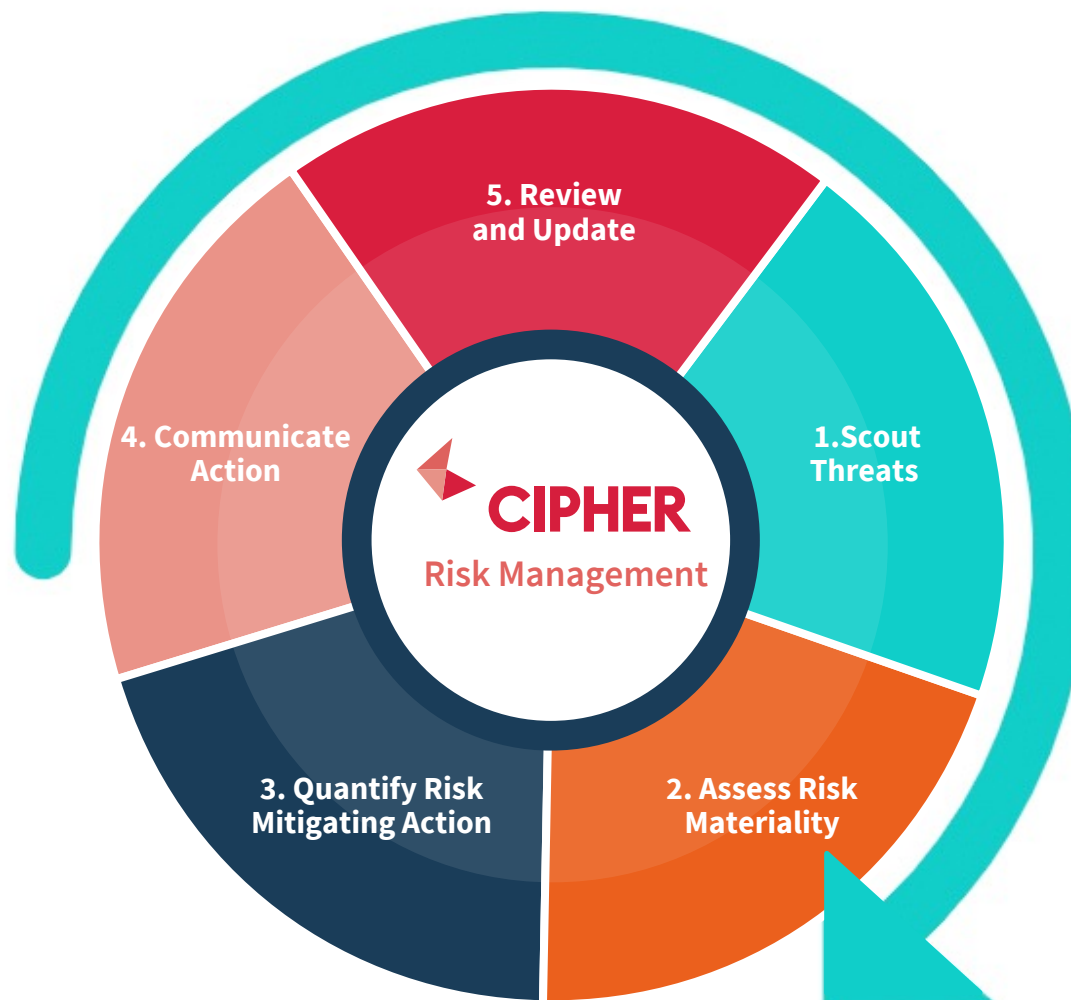 5. Review
and Update
1.Scout
Threats
2. Assess Risk
Materiality
3. Quantify Risk
Mitigating Action
4. Communicate
Action
CIPHER
Risk Management